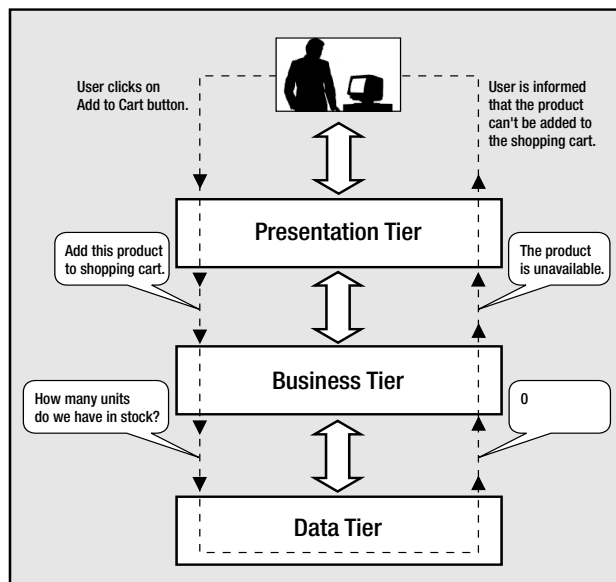 User clicks on
Add to Cart button.
User is informed
that the product
can't be added to
the shopping cart.
Presentation Tier
Add this product
to shopping cart.
The product
is unavailable.
Business Tier
How many units
do we have in stock?
0
Data Tier